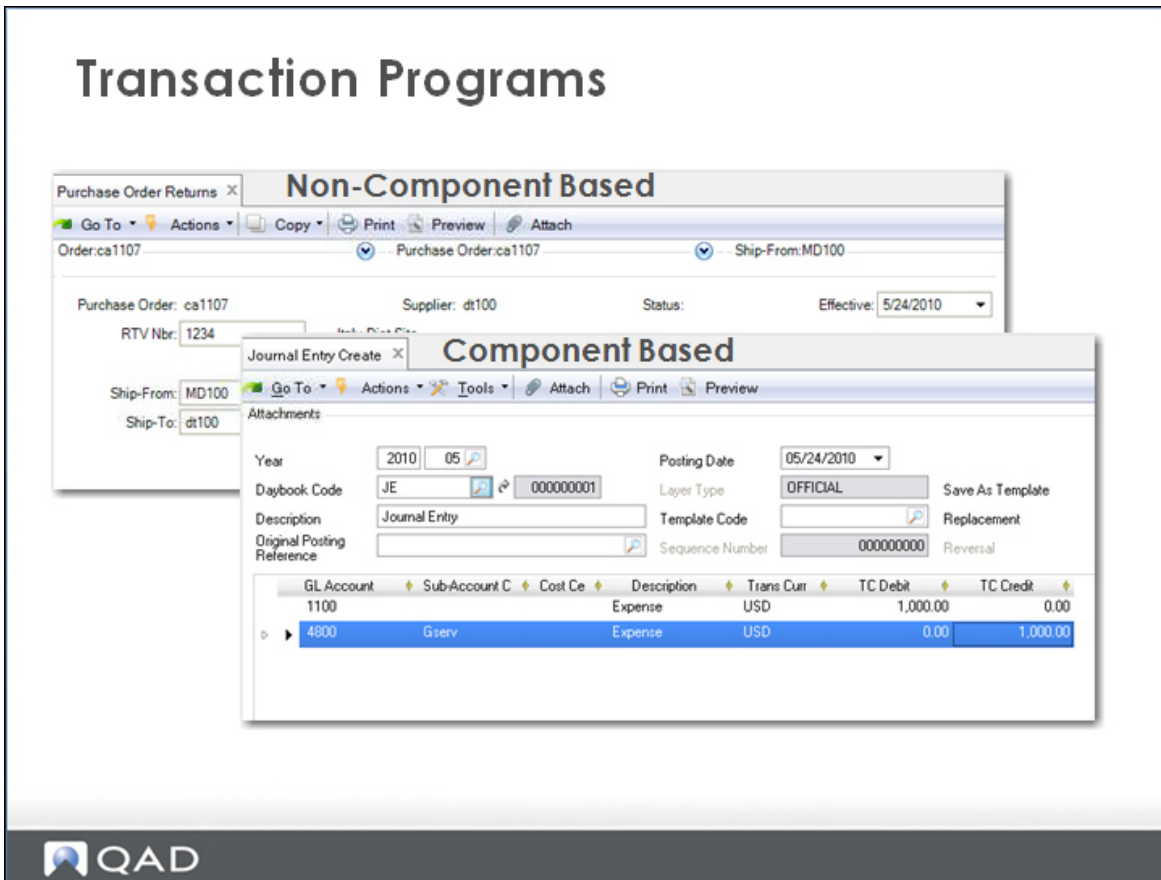 Transaction Programs
Purchase Order Returns Non-Component Based
Go To Actions Copy Print Preview Attach
Order:ca1107 Purchase Order:ca1107 Ship-From:MD100
Purchase Order: ca1107 Supplier: dt100 Status: Effective: 5/24/2010
RTV Nbr: 1234
Ship-From: MD100
Ship-To: dt100
Journal Entry Create Component Based
Go To Actions Tools Attach Print Preview
Attachments
Year 2010 05 Posting Date 05/24/2010
Daybook Code JE 000000001 Layer Type OFFICIAL Save As Template
Description Journal Entry Template Code Replacement
Original Posting Reference Sequence Number 000000000 Reversal
GL Account Sub-Account C Cost Ce Description Trans Curr TC Debit TC Credit
1100 Expense USD 1,000.00 0.00
4800 Gserv Expense USD 0.00 1,000.00
QAD